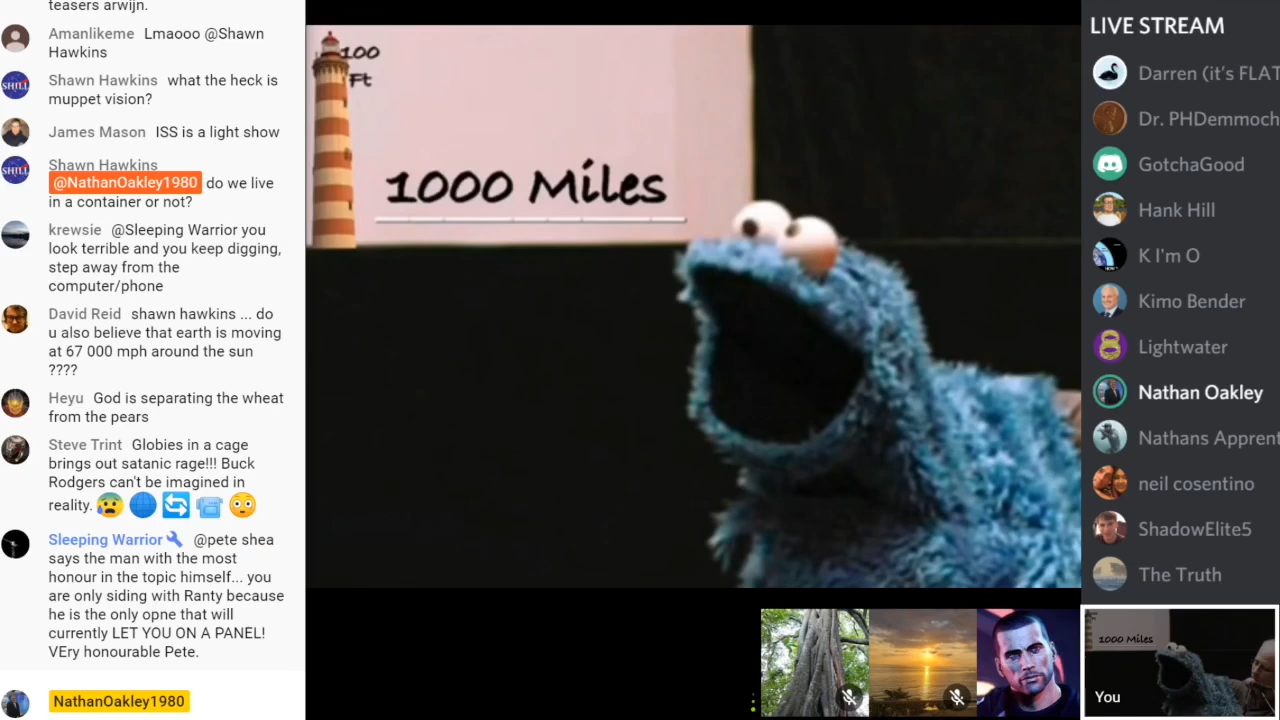 teasers arwijn.
Amanlikeme Lmaooo @Shawn
Hawkins
Shawn Hawkins what the heck is
muppet vision?
James Mason ISS is a light show
Shawn Hawkins
@NathanOakley1980 do we live
in a container or not?
krewsie @Sleeping Warrior you
look terrible and you keep digging,
step away from the
computer/phone
David Reid shawn hawkins ... do
u also believe that earth is moving
at 67 000 mph around the sun
????
Heyu God is separating the wheat
from the pears
Steve Trint Globies in a cage
brings out satanic rage!!! Buck
Rodgers can't be imagined in
reality.
Sleeping Warrior @pete shea
says the man with the most
honour in the topic himself... you
are only siding with Ranty because
he is the only opne that will
currently LET YOU ON A PANEL!
VEry honourable Pete.
NathanOakley1980
SHILL
SHILL
100
Ft
1000 Miles
LIVE STREAM
Darren (it's FLAT
Dr. PHDemmoch
GotchaGood
Hank Hill
K I'm O
Kimo Bender
Lightwater
Nathan Oakley
Nathans Apprent
neil cosentino
ShadowElite5
The Truth
1000 Miles
You